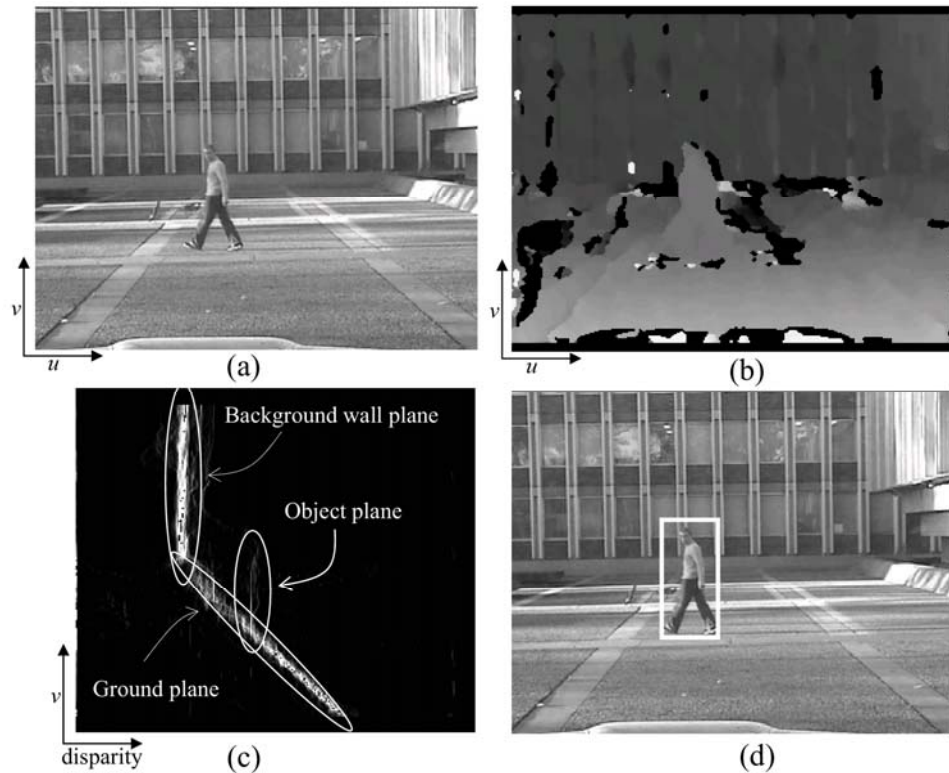 v
u
(a)
v
u
(b)
Background wall plane
Object plane
Ground plane
v
disparity
(c)
(d)